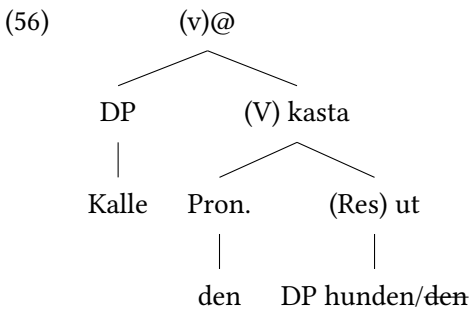 (56) (v)@
DP (V) kasta
Kalle Pron. (Res) ut
den DP hunden/den